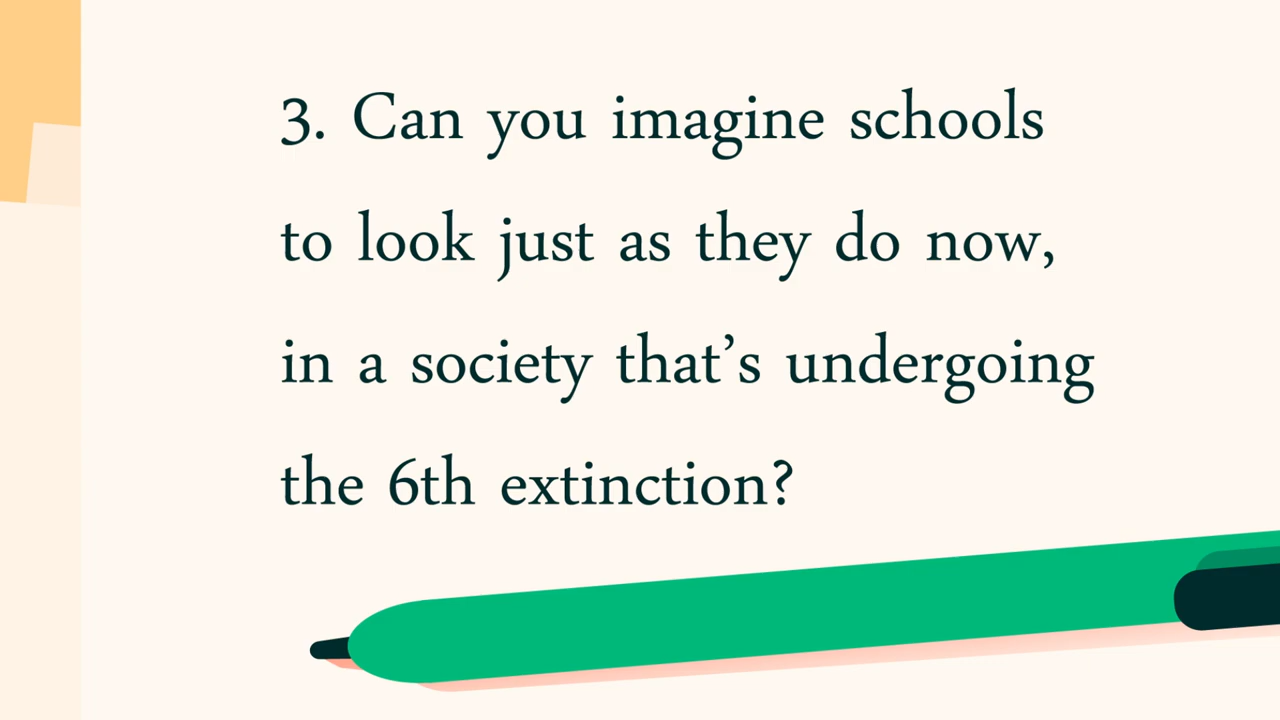 3. Can you imagine schools
to look just as they do now,
in a society that’s undergoing
the 6th extinction?